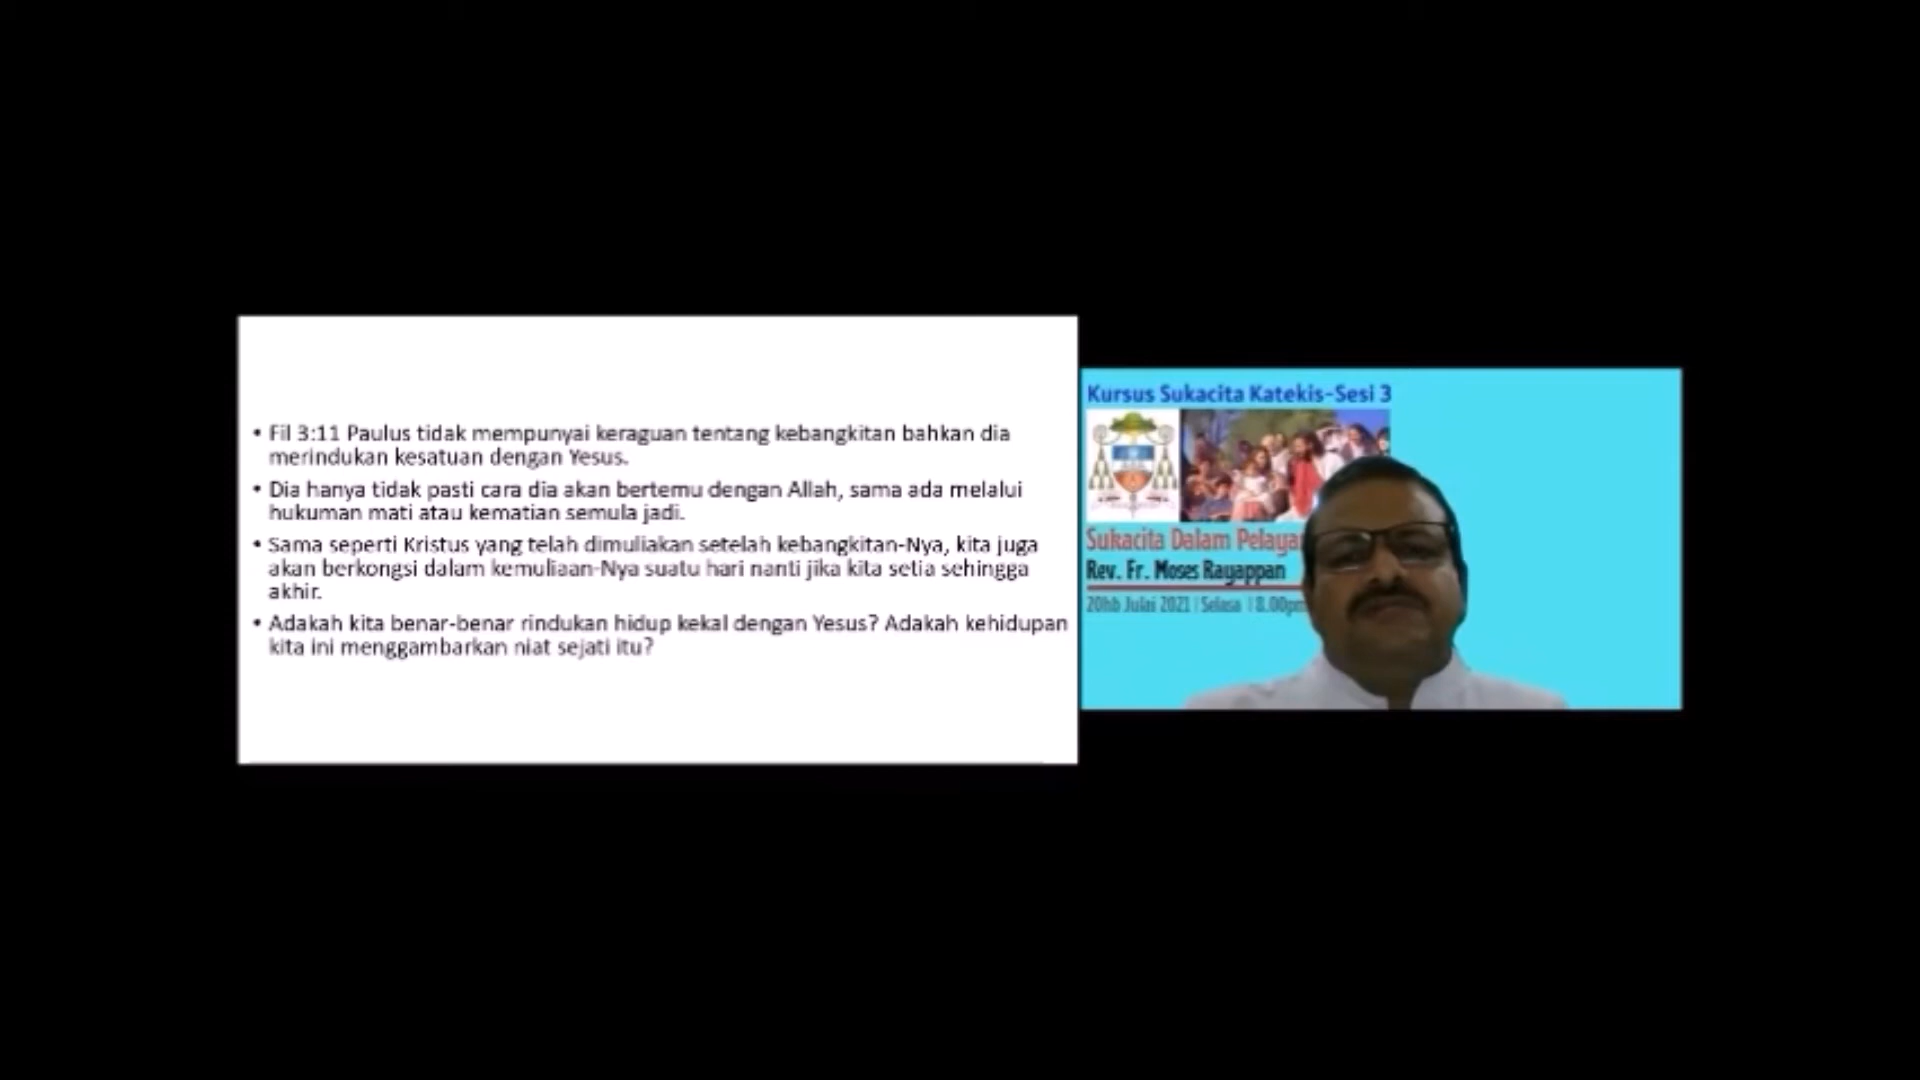 • Fil 3:11 Paulus tidak mempunyai keraguan tentang kebangkitan bahkan dia
merindukan kesatuan dengan Yesus.
• Dia hanya tidak pasti cara dia akan bertemu dengan Allah, sama ada melalui
hukuman mati atau kematian semula jadi.
• Sama seperti Kristus yang telah dimuliakan setelah kebangkitan-Nya, kita juga
akan berkongsi dalam kemuliaan-Nya suatu hari nanti jika kita setia sehingga
akhir.
• Adakah kita benar-benar rindukan hidup kekal dengan Yesus? Adakah kehidupan
kita ini menggambarkan niat sejati itu?
Kursus Sukacita Katekis-Sesi 3
Sukacita Dalam Pelaya
Rev. Fr. Moses Rayappan
20hb Julai 2021 | Selasa | 8.00pm